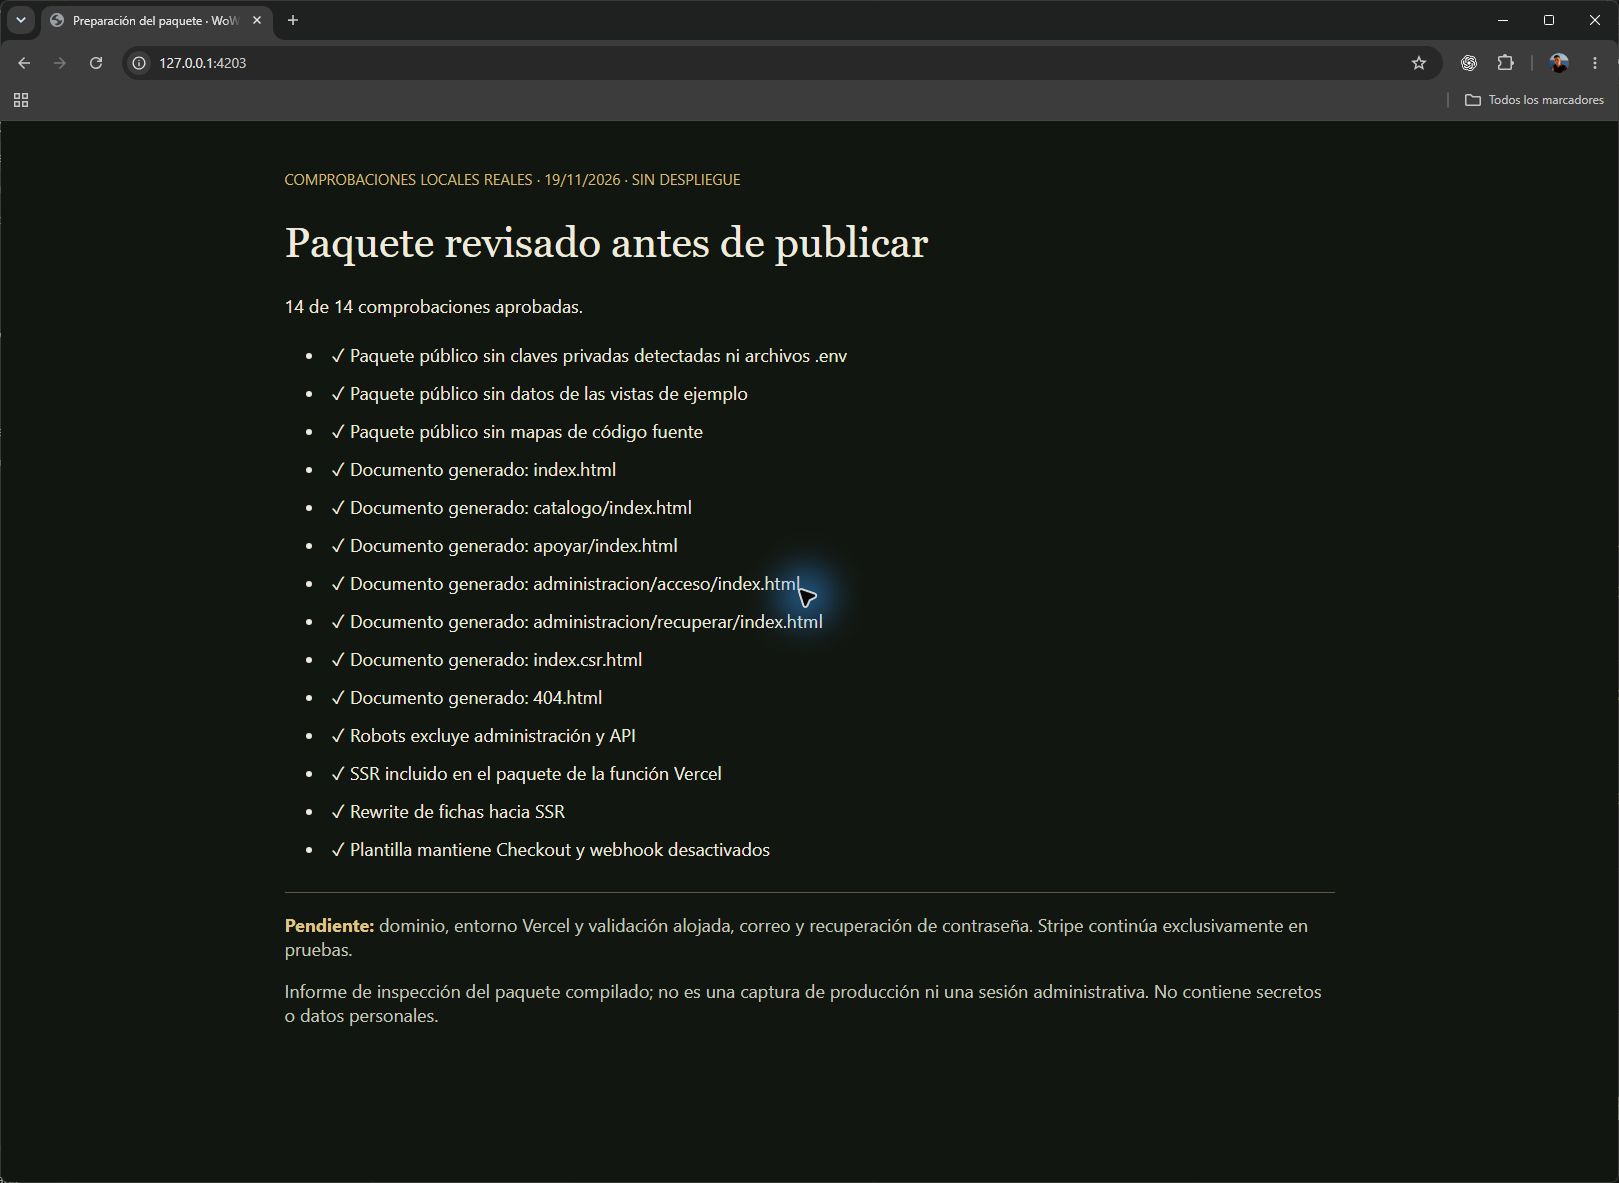 Preparación del paquete · WoW
127.0.0.1:4203
Todos los marcadores
COMPROBACIONES LOCALES REALES · 19/11/2026 · SIN DESPLIEGUE
Paquete revisado antes de publicar
14 de 14 comprobaciones aprobadas.
• ✓ Paquete público sin claves privadas detectadas ni archivos .env
• ✓ Paquete público sin datos de las vistas de ejemplo
• ✓ Paquete público sin mapas de código fuente
• ✓ Documento generado: index.html
• ✓ Documento generado: catalogo/index.html
• ✓ Documento generado: apoyar/index.html
• ✓ Documento generado: administracion/acceso/index.html
• ✓ Documento generado: administracion/recuperar/index.html
• ✓ Documento generado: index.csr.html
• ✓ Documento generado: 404.html
• ✓ Robots excluye administración y API
• ✓ SSR incluido en el paquete de la función Vercel
• ✓ Rewrite de fichas hacia SSR
• ✓ Plantilla mantiene Checkout y webhook desactivados
Pendiente: dominio, entorno Vercel y validación alojada, correo y recuperación de contraseña. Stripe continúa exclusivamente en
pruebas.
Informe de inspección del paquete compilado; no es una captura de producción ni una sesión administrativa. No contiene secretos
o datos personales.